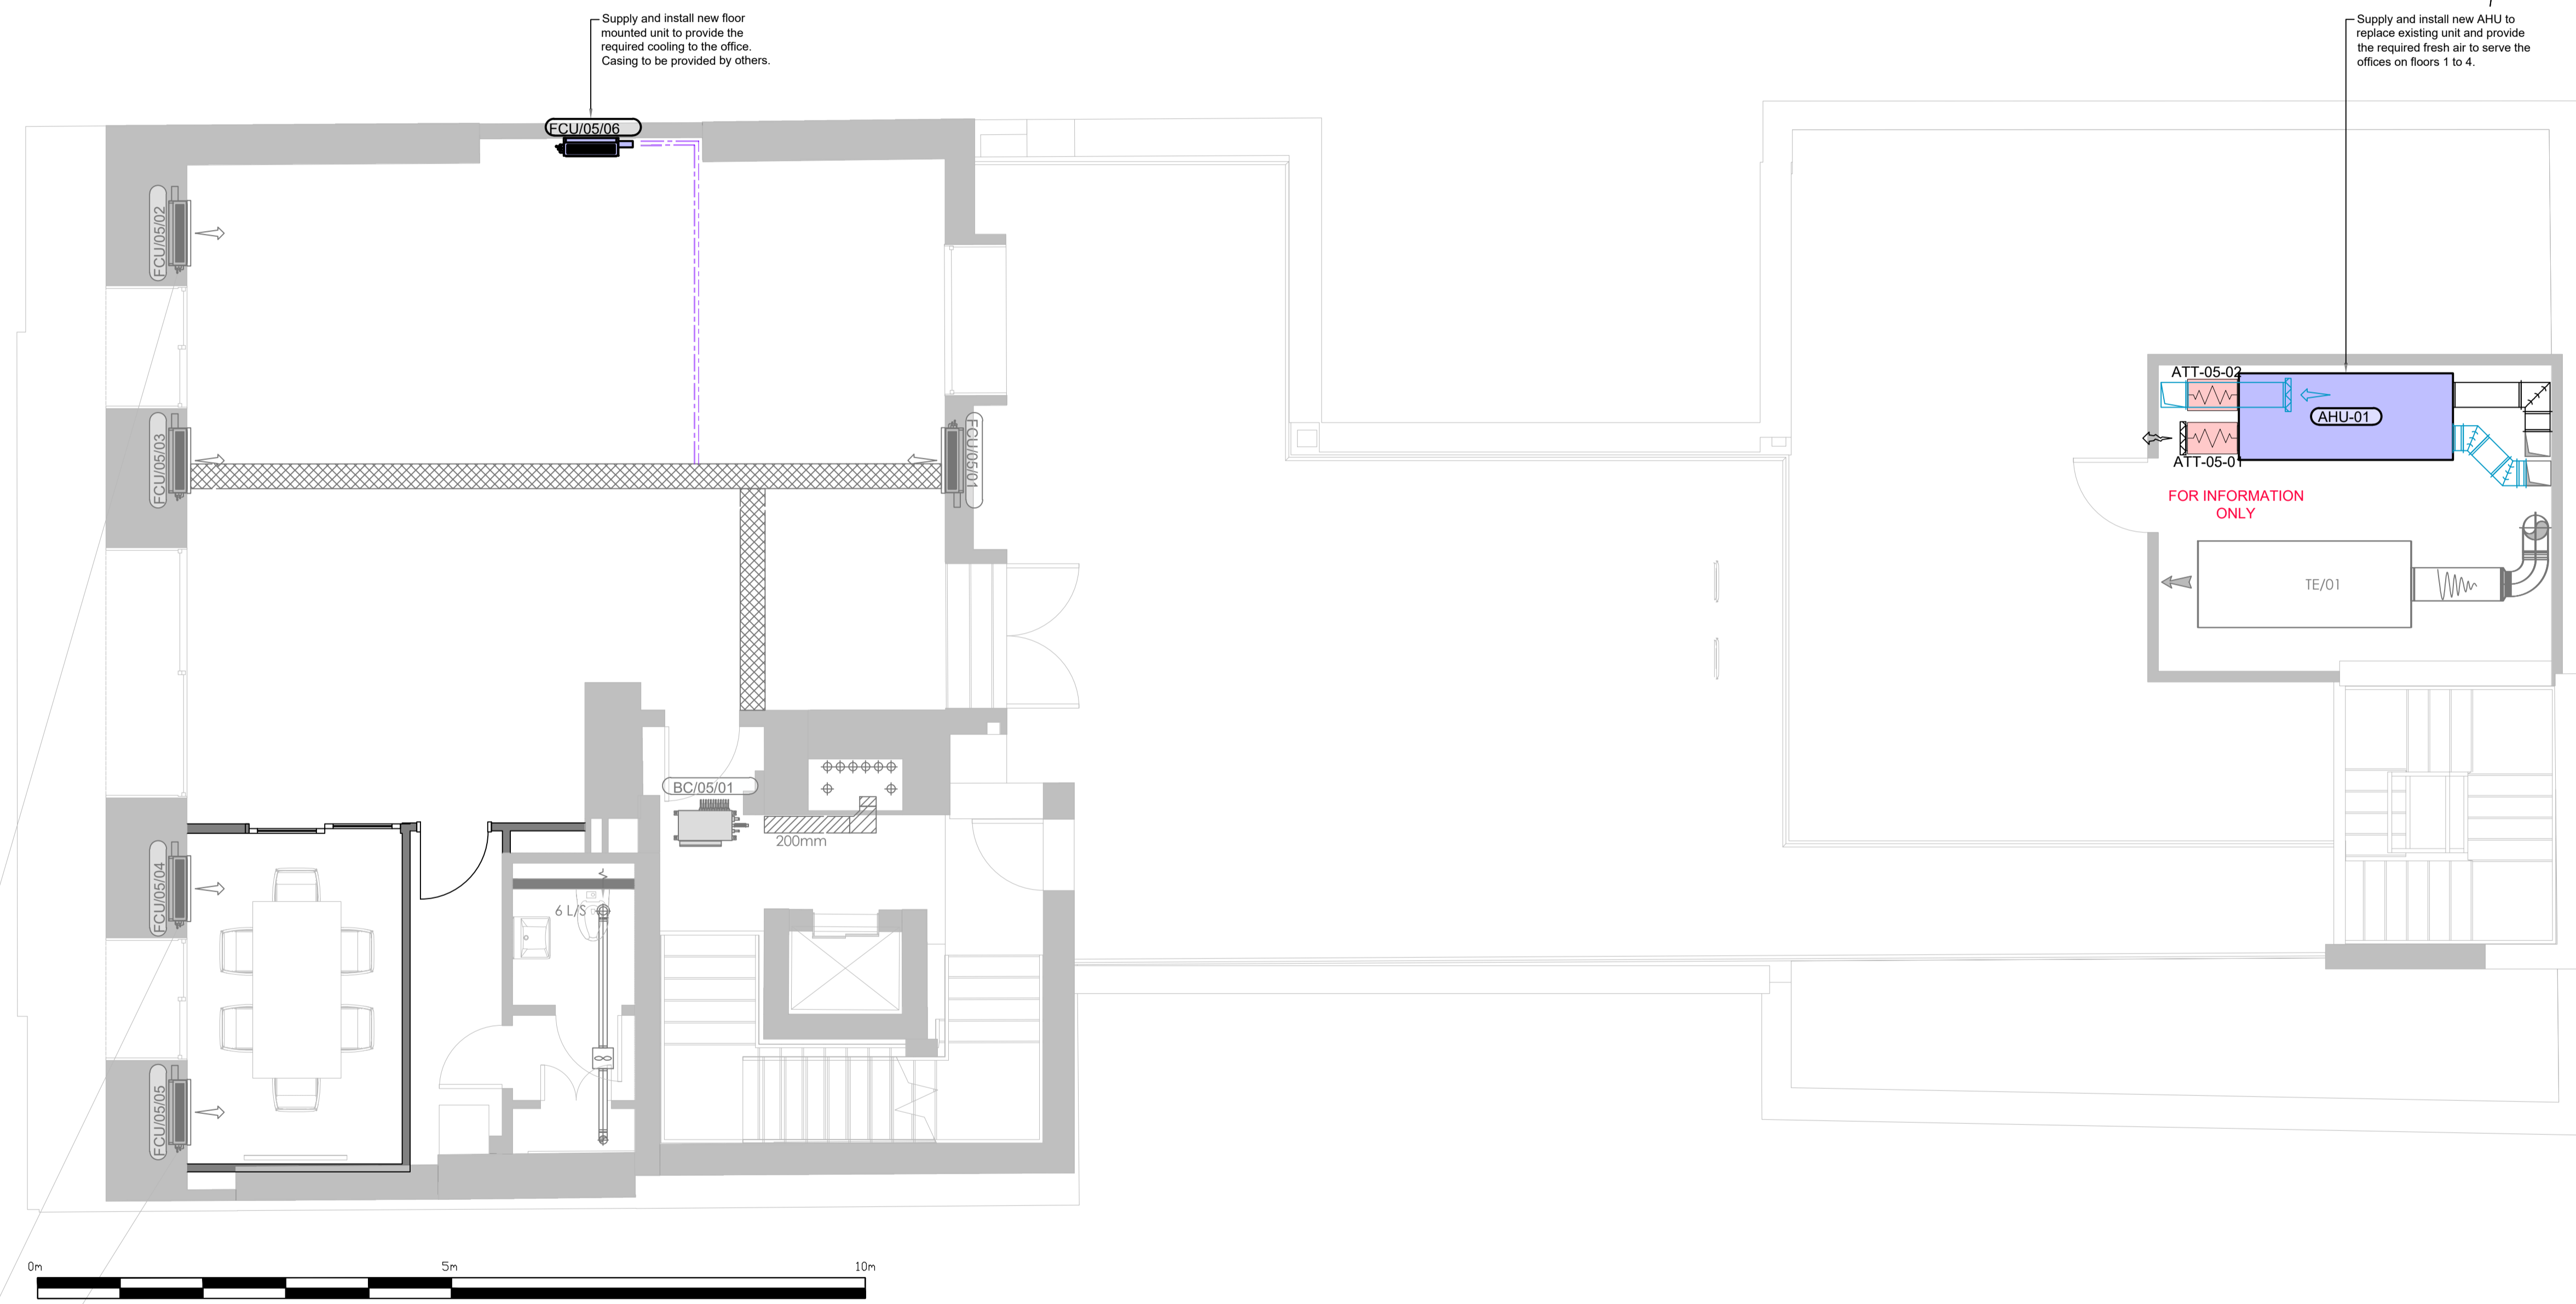 Supply and install new floor
mounted unit to provide the
required cooling to the office.
Casing to be provided by others.
Supply and install new AHU to
replace existing unit and provide
the required fresh air to serve the
offices on floors 1 to 4.
FCU/05/06
FCU/05/02
FCU/05/03
FCU/05/01
ATT-05-02
AHU-01
ATT-05-01
FOR INFORMATION
ONLY
TE/01
BC/05/01
200mm
FCU/05/04
6 L/S
FCU/05/05
0m
5m
10m